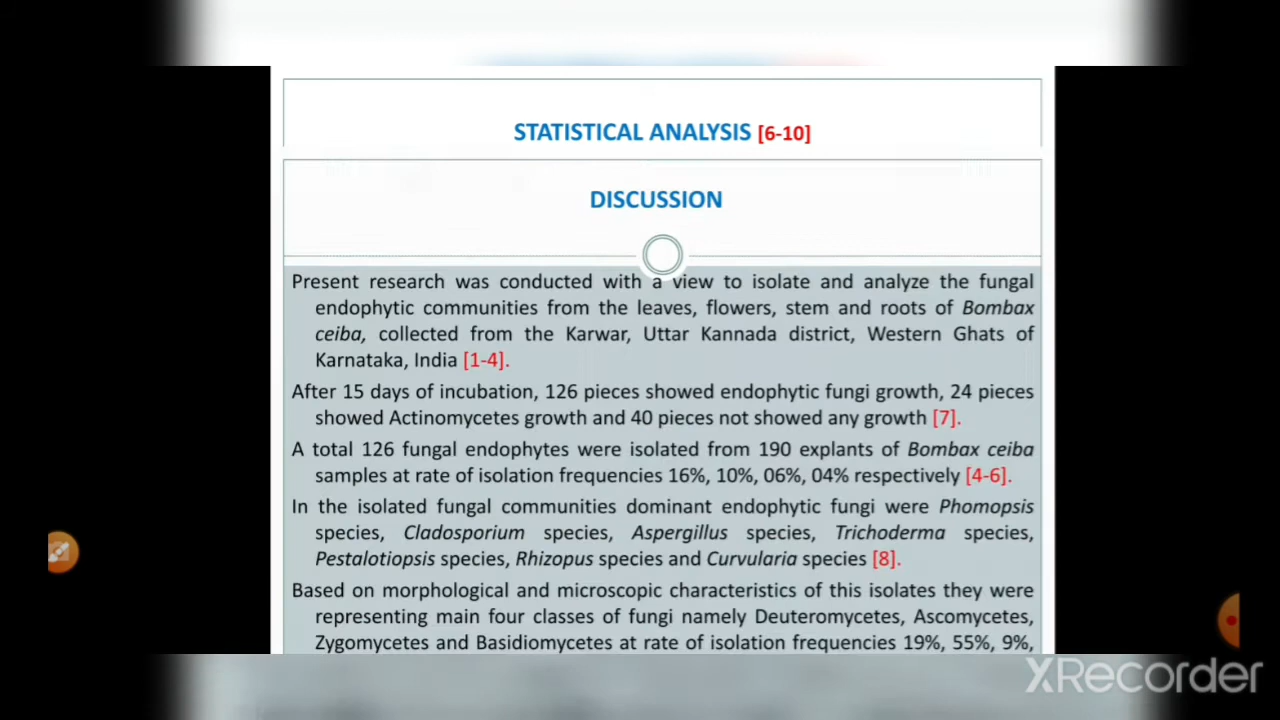 STATISTICAL ANALYSIS [6-10]
DISCUSSION
Present research was conducted with a view to isolate and analyze the fungal
endophytic communities from the leaves, flowers, stem and roots of Bombax
ceiba, collected from the Karwar, Uttar Kannada district, Western Ghats of
Karnataka, India [1-4].
After 15 days of incubation, 126 pieces showed endophytic fungi growth, 24 pieces
showed Actinomycetes growth and 40 pieces not showed any growth [7].
A total 126 fungal endophytes were isolated from 190 explants of Bombax ceiba
samples at rate of isolation frequencies 16%, 10%, 06%, 04% respectively [4-6].
In the isolated fungal communities dominant endophytic fungi were Phomopsis
species, Cladosporium species, Aspergillus species, Trichoderma species,
Pestalotiopsis species, Rhizopus species and Curvularia species [8].
Based on morphological and microscopic characteristics of this isolates they were
representing main four classes of fungi namely Deuteromycetes, Ascomycetes,
Zygomycetes and Basidiomycetes at rate of isolation frequencies 19%, 55%, 9%,
XRecorder